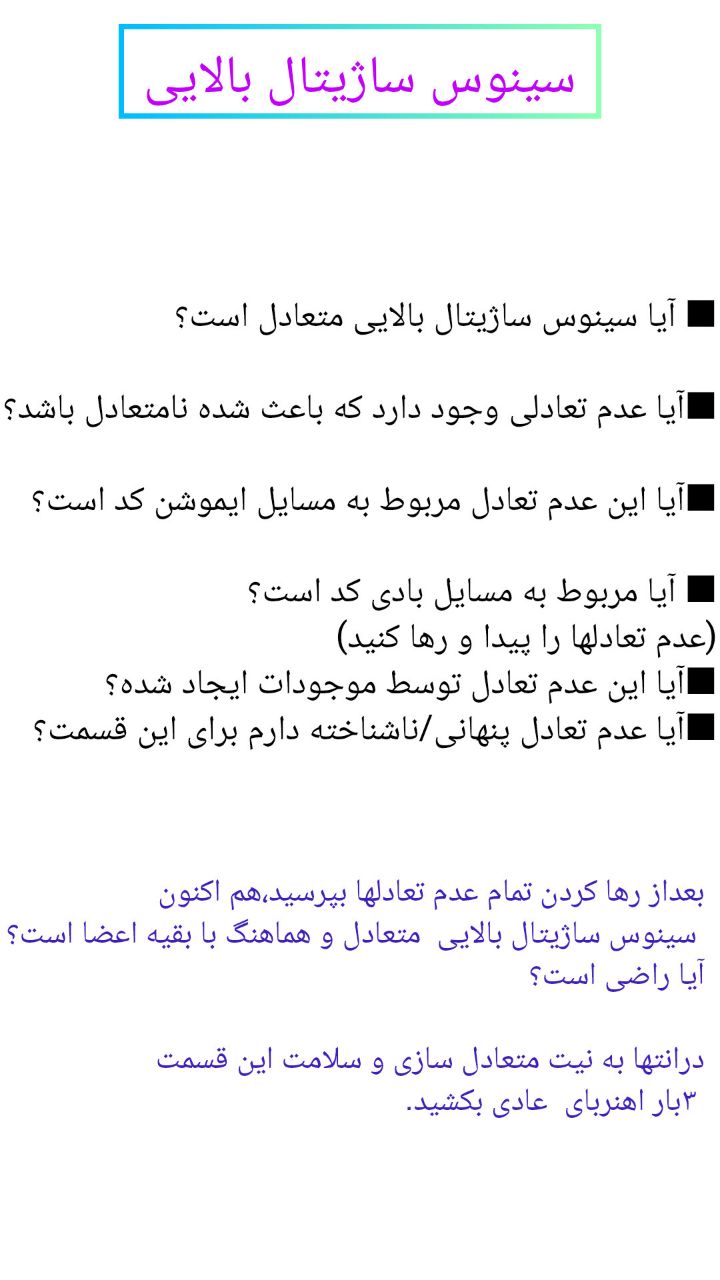 سینوس ساژیتال بالایی
■ آیا سینوس ساژیتال بالایی متعادل است؟
■آیا عدم تعادلی وجود دارد که باعث شده نامتعادل باشد؟
■آیا این عدم تعادل مربوط به مسایل ایموشن کد است؟
■ آیا مربوط به مسایل بادی کد است؟
(عدم تعادلها را پیدا و رها کنید)
■آیا این عدم تعادل توسط موجودات ایجاد شده؟
■آیا عدم تعادل پنهانی/ناشناخته دارم برای این قسمت؟
بعداز رها کردن تمام عدم تعادلها بپرسید،هم اکنون
سینوس ساژیتال بالایی متعادل و هماهنگ با بقیه اعضا است؟
آیا راضی است؟
درانتها به نیت متعادل سازی و سلامت این قسمت
۳بار اهنربای عادی بکشید.